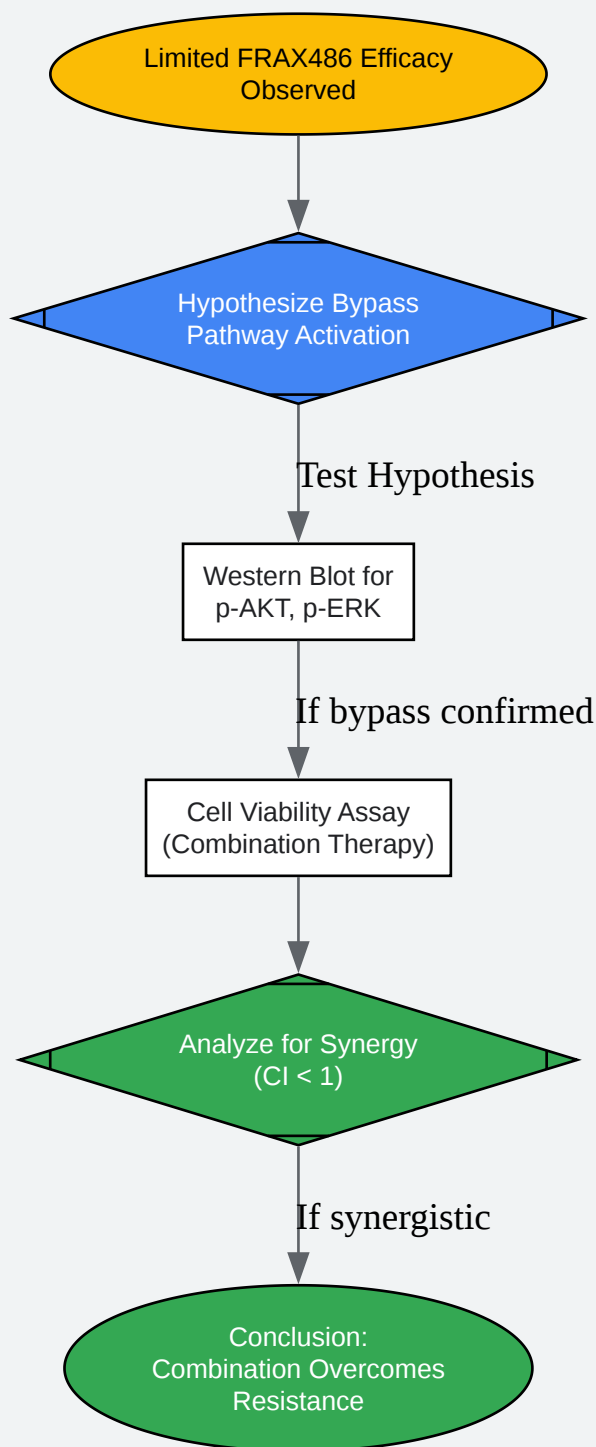 Limited FRAX486 Efficacy
Observed
Hypothesize Bypass
Pathway Activation
Test Hypothesis
Western Blot for
p-AKT, p-ERK
If bypass confirmed
Cell Viability Assay
(Combination Therapy)
Analyze for Synergy
(CI < 1)
If synergistic
Conclusion:
Combination Overcomes
Resistance